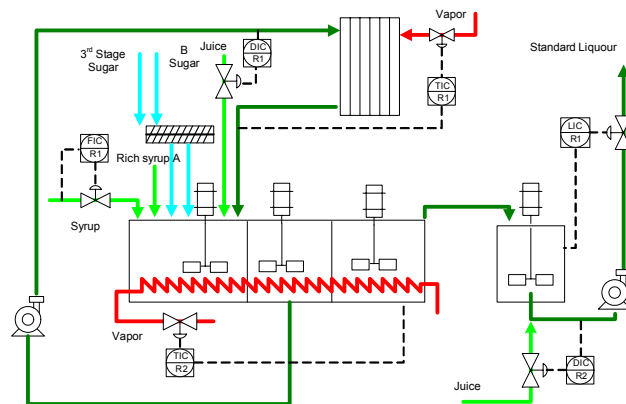 Vapor
3rd Stage
Sugar
B
Sugar
Juice
DIC
R1
Standard Liquour
TIC
R1
LIC
R1
FIC
R1
Rich syrup A
Syrup
Vapor
TIC
R2
DIC
R2
Juice